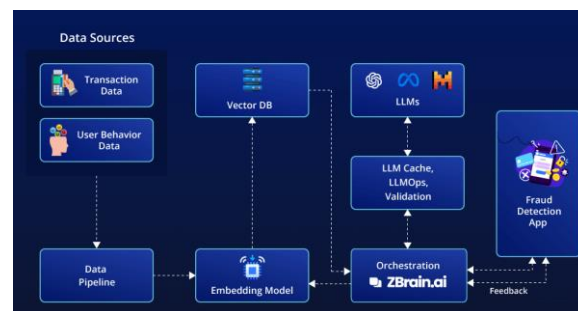 Data Sources
Transaction
Data
User Behavior
Data
Vector DB
LLMs
LLM Cache,
LLMOps,
Validation
Fraud
Detection
App
Data
Pipeline
Embedding Model
Orchestration
ZBrain.ai
Feedback